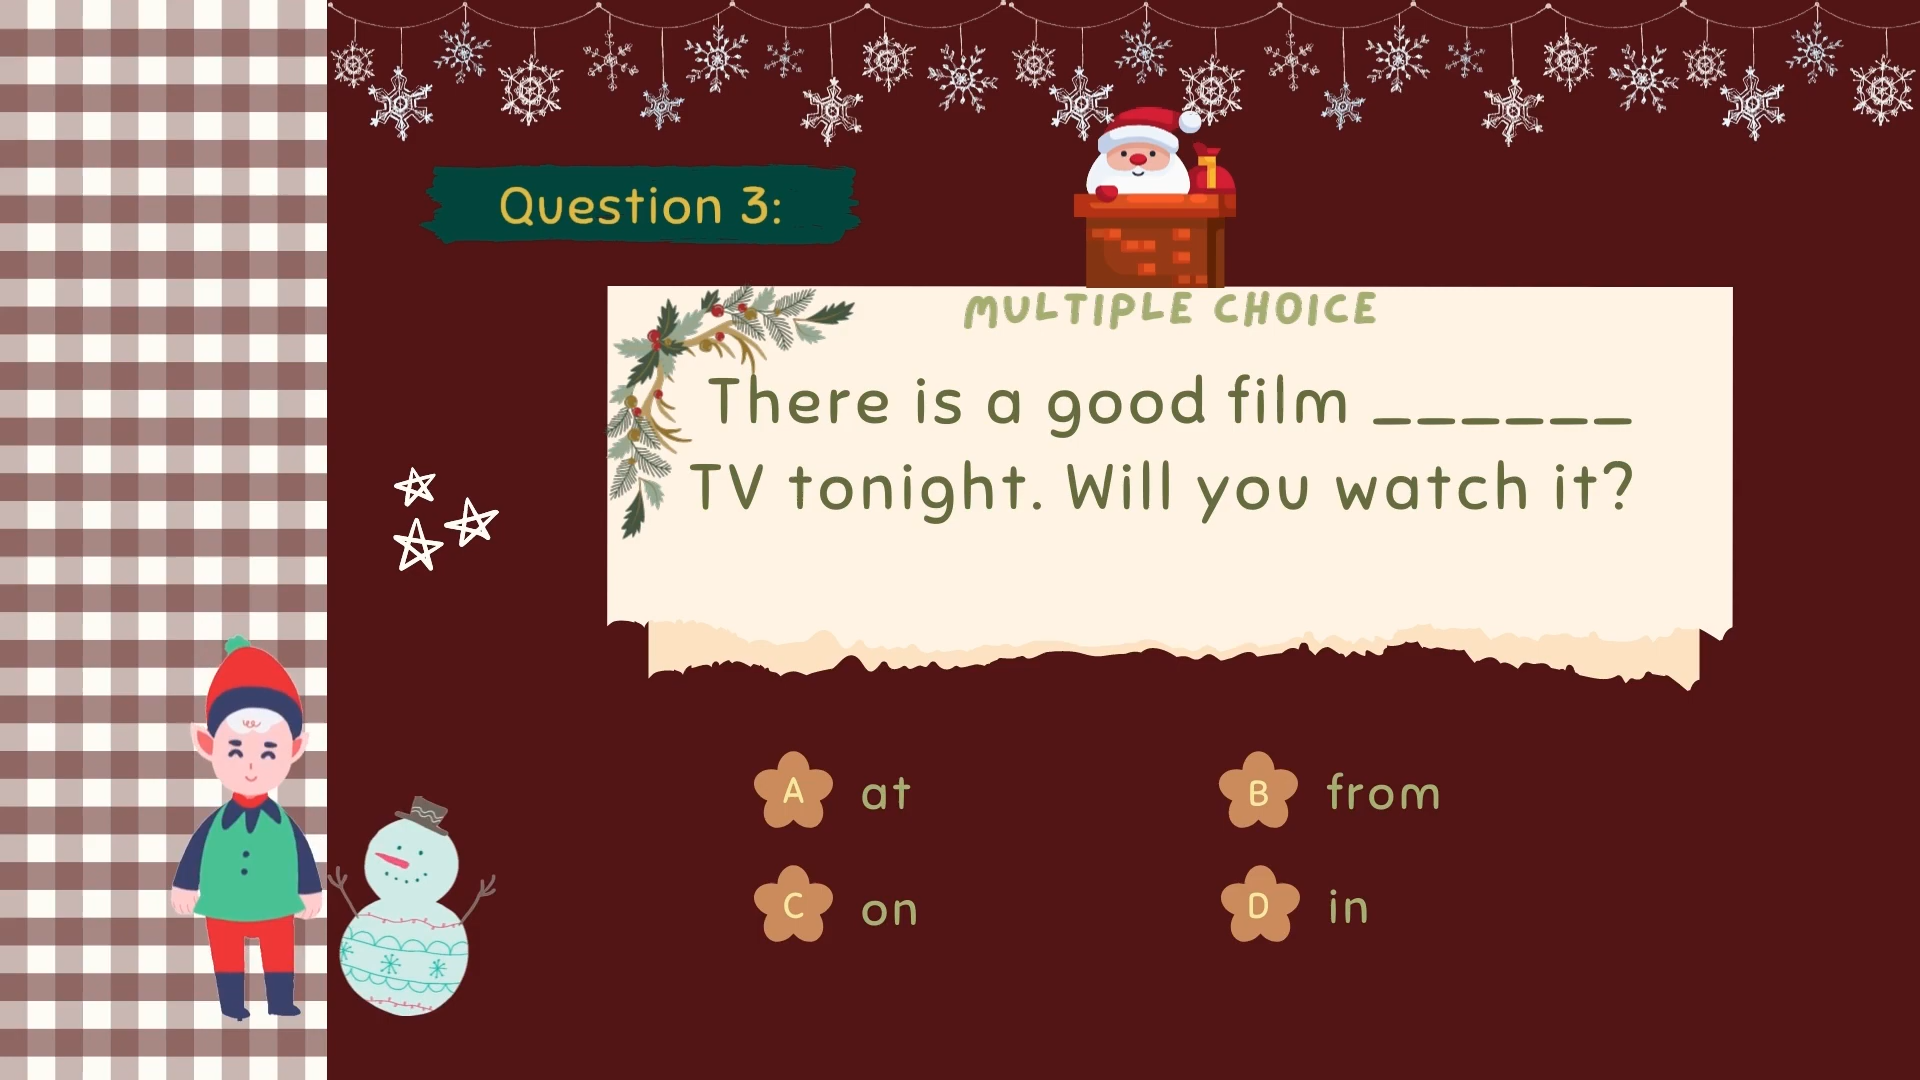 Question 3:
MULTIPLE CHOICE
There is a good film ______
TV tonight. Will you watch it?
A at
B from
C on
D in